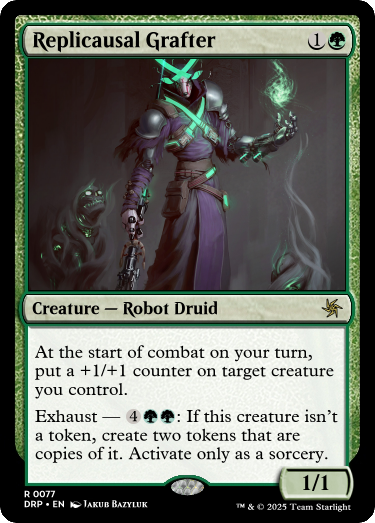 Replicausal Grafter 1
Creature — Robot Druid
At the start of combat on your turn,
put a +1/+1 counter on target creature
you control.
Exhaust — 4: If this creature isn't
a token, create two tokens that are
copies of it. Activate only as a sorcery.
1/1
R 0077
DRP • EN Jakub Bazyluk
™ & © 2025 Team Starlight